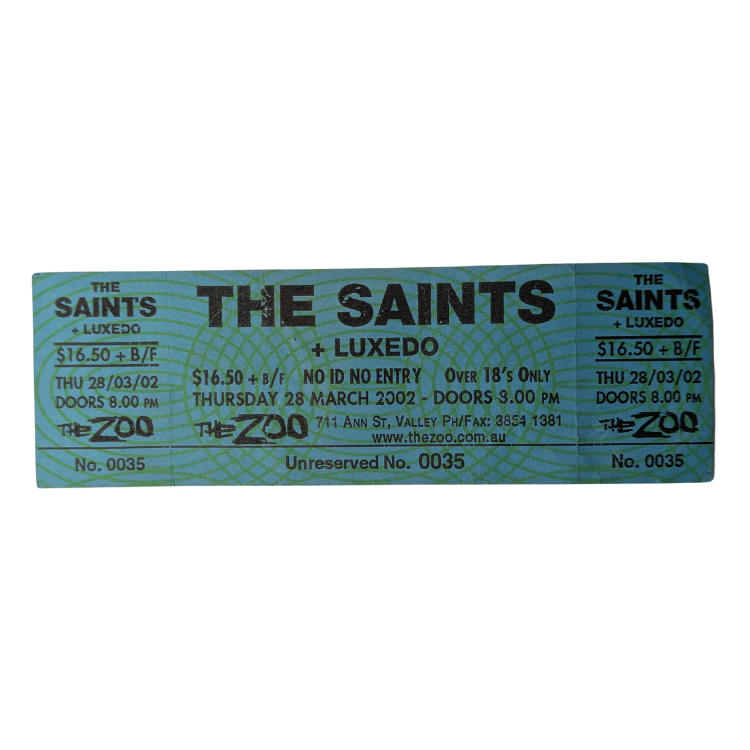 THE
SAINTS
+ LUXEDO
$16.50 + B/F
THU 28/03/02
DOORS 8.00 PM
THE ZOO
No. 0035
THE SAINTS
+ LUXEDO
$16.50 + B/F NO ID NO ENTRY OVER 18'S ONLY
THURSDAY 28 MARCH 2002 - DOORS 8.00 PM
THE ZOO 711 ANN ST, VALLEY PH/FAX: 3854 1381
www.thezoo.com.au
Unreserved No. 0035
THE
SAINTS
+ LUXEDO
$16.50 + B/F
THU 28/03/02
DOORS 8.00 PM
THE ZOO
No. 0035